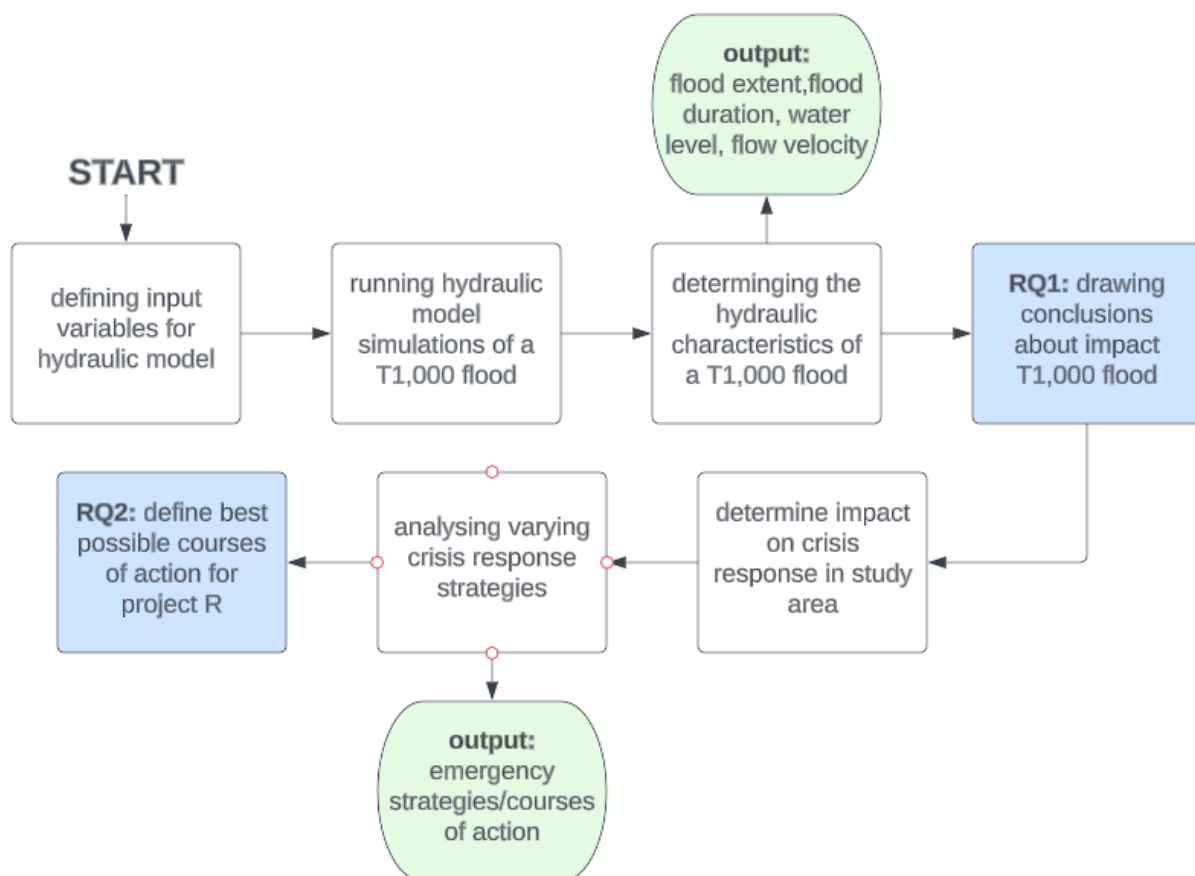 output:
flood extent,flood
duration, water
level, flow velocity
START
defining input
variables for
hydraulic model
running hydraulic
model
simulations of a
T1,000 flood
determinging the
hydraulic
characteristics of
a T1,000 flood
RQ1: drawing
conclusions
about impact
T1,000 flood
RQ2: define best
possible courses
of action for
project R
analysing varying
crisis response
strategies
determine impact
on crisis
response in study
area
output:
emergency
strategies/courses
of action